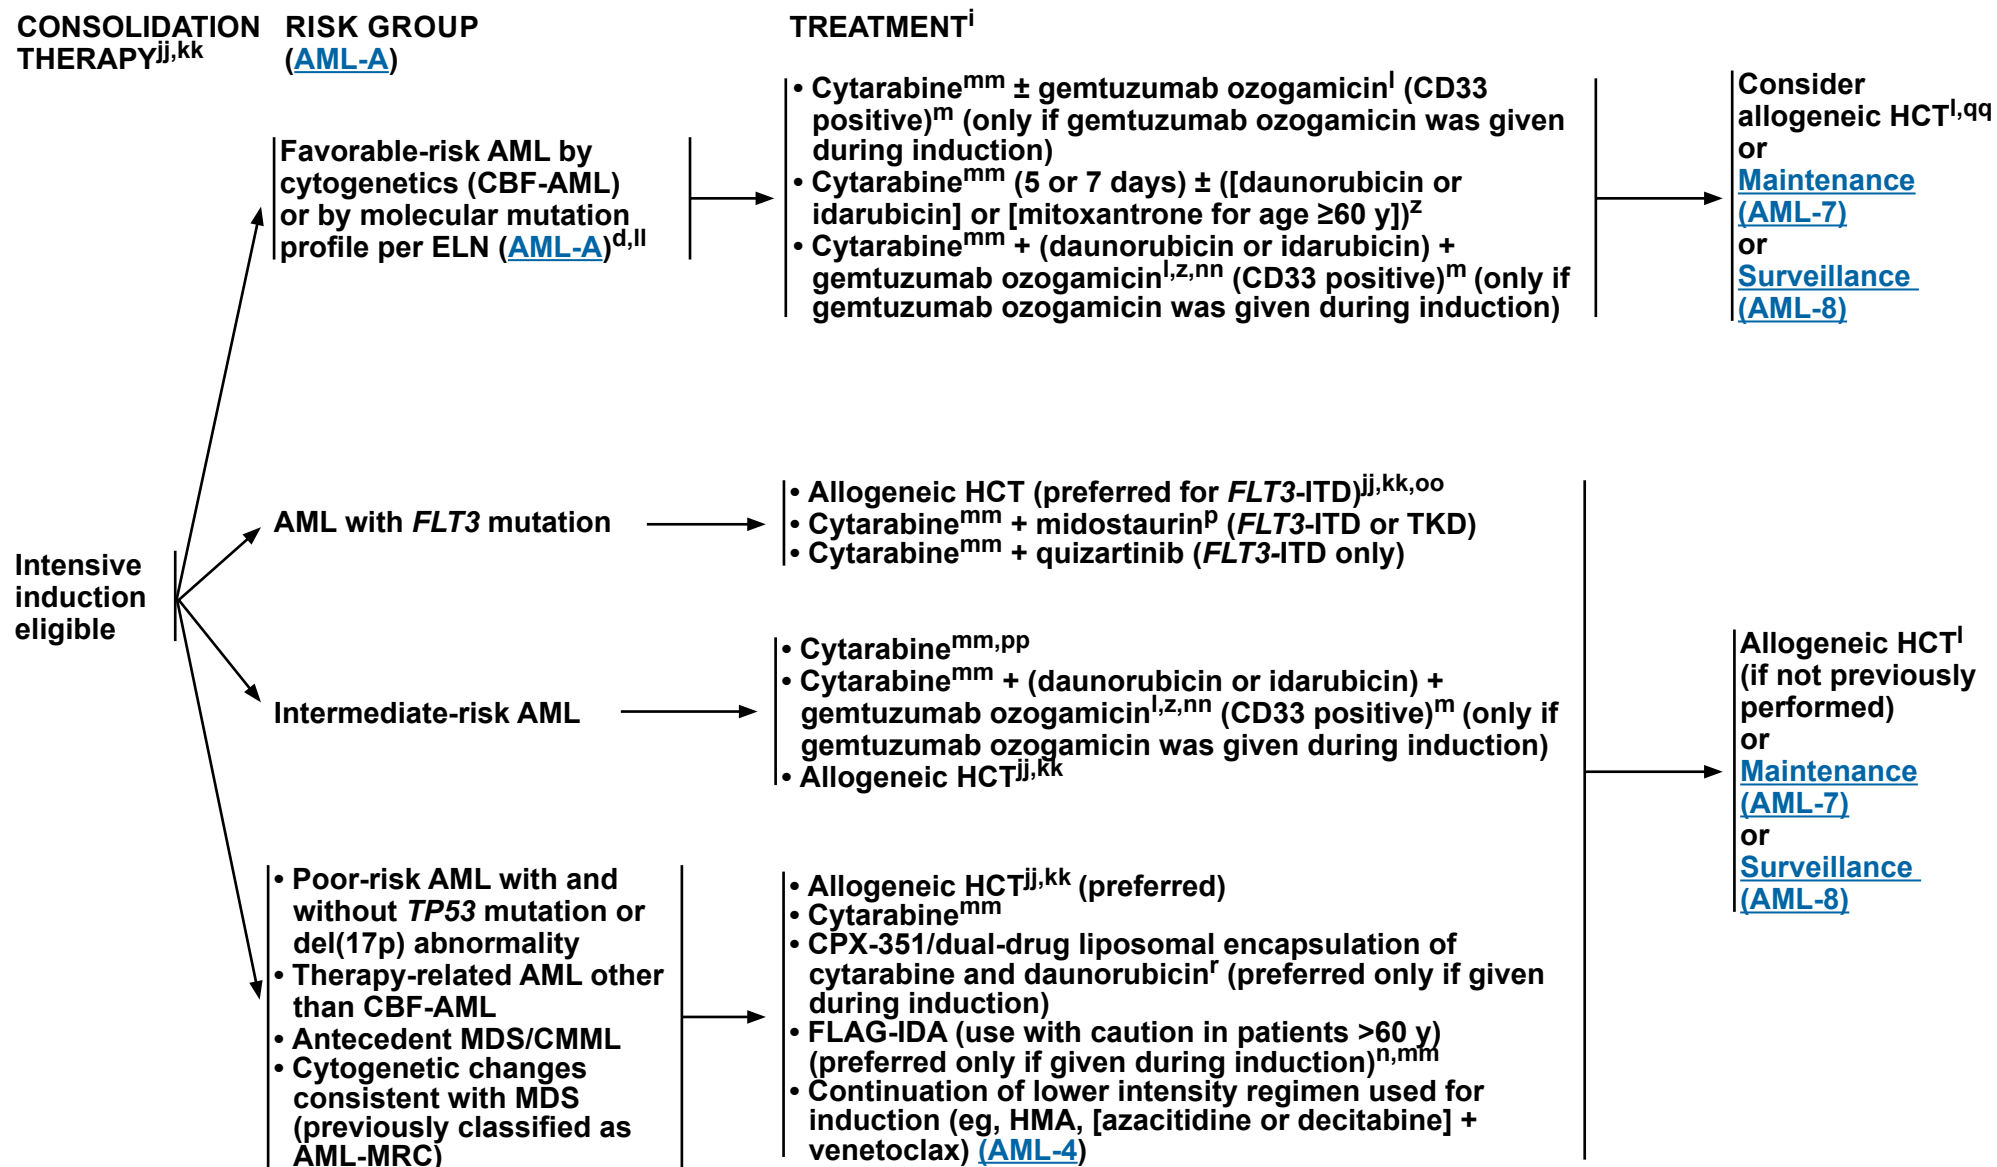 CONSOLIDATION THERAPYjj,kk
RISK GROUP (AML-A)
TREATMENTi
Intensive
induction
eligible
Favorable-risk AML by
cytogenetics (CBF-AML)
or by molecular mutation
profile per ELN (AML-A)d,ll
• Cytarabinemm ± gemtuzumab ozogamicinl (CD33
positive)m (only if gemtuzumab ozogamicin was given
during induction)
• Cytarabinemm (5 or 7 days) ± ([daunorubicin or
idarubicin] or [mitoxantrone for age ≥60 y])z
• Cytarabinemm + (daunorubicin or idarubicin) +
gemtuzumab ozogamicinl,z,nn (CD33 positive)m (only if
gemtuzumab ozogamicin was given during induction)
Consider
allogeneic HCTl,qq
or
Maintenance
(AML-7)
or
Surveillance
(AML-8)
AML with FLT3 mutation
• Allogeneic HCT (preferred for FLT3-ITD)jj,kk,oo
• Cytarabinemm + midostaurinp (FLT3-ITD or TKD)
• Cytarabinemm + quizartinib (FLT3-ITD only)
Intermediate-risk AML
• Cytarabinemm,pp
• Cytarabinemm + (daunorubicin or idarubicin) +
gemtuzumab ozogamicinl,z,nn (CD33 positive)m (only if
gemtuzumab ozogamicin was given during induction)
• Allogeneic HCTjj,kk
• Poor-risk AML with and
without TP53 mutation or
del(17p) abnormality
• Therapy-related AML other
than CBF-AML
• Antecedent MDS/CMML
• Cytogenetic changes
consistent with MDS
(previously classified as
AML-MRC)
• Allogeneic HCTjj,kk (preferred)
• Cytarabinemm
• CPX-351/dual-drug liposomal encapsulation of
cytarabine and daunorubicinr (preferred only if given
during induction)
• FLAG-IDA (use with caution in patients >60 y)
(preferred only if given during induction)n,mm
• Continuation of lower intensity regimen used for
induction (eg, HMA, [azacitidine or decitabine] +
venetoclax) (AML-4)
Allogeneic HCTl
(if not previously
performed)
or
Maintenance
(AML-7)
or
Surveillance
(AML-8)